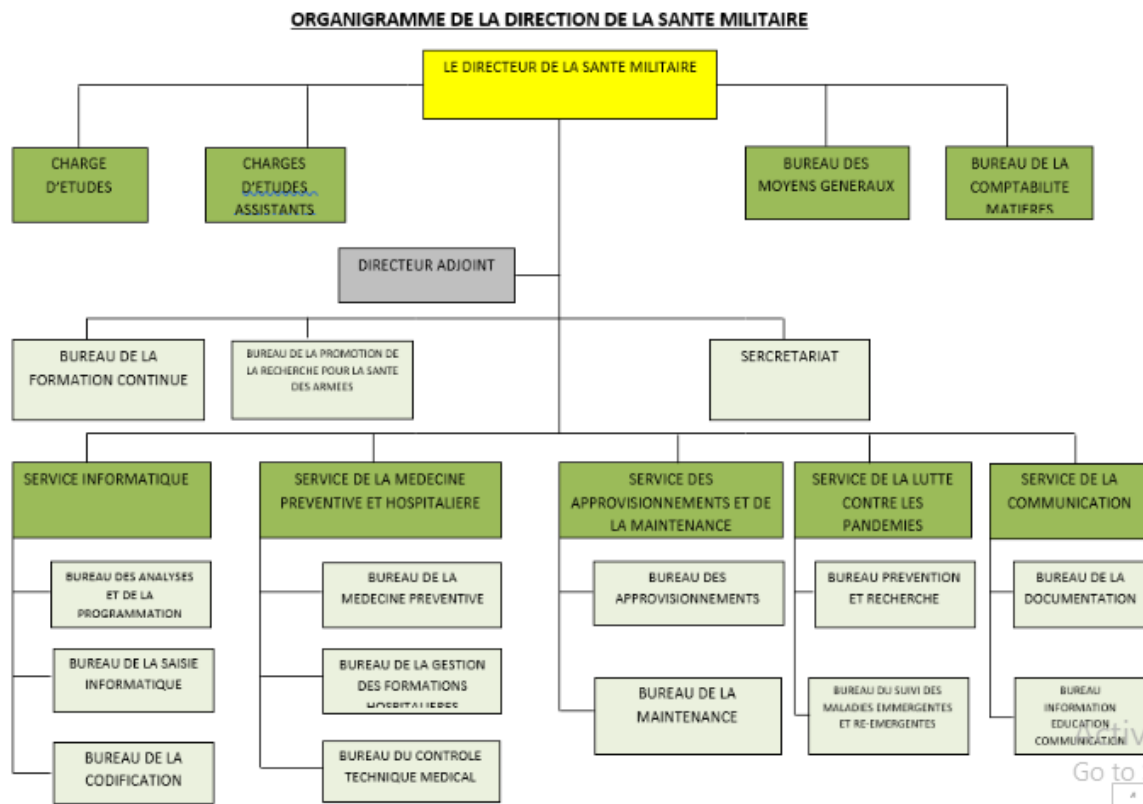 ORGANIGRAMME DE LA DIRECTION DE LA SANTE MILITAIRE
LE DIRECTEUR DE LA SANTE MILITAIRE
CHARGE
D'ETUDES
CHARGES
D'ETUDES
ASSISTANTS
BUREAU DES
MOYENS GENERAUX
BUREAU DE LA
COMPTABILITE
MATIERES
DIRECTEUR ADJOINT
BUREAU DE LA
FORMATION CONTINUE
BUREAU DE LA PROMOTION DE
LA RECHERCHE POUR LA SANTE
DES ARMEES
SERCRETARIAT
SERVICE INFORMATIQUE
SERVICE DE LA MEDECINE
PREVENTIVE ET HOSPITALIERE
SERVICE DES
APPROVISIONNEMENTS ET DE
LA MAINTENANCE
SERVICE DE LA LUTTE
CONTRE LES
PANDEMIES
SERVICE DE LA
COMMUNICATION
BUREAU DES ANALYSES
ET DE LA
PROGRAMMATION
BUREAU DE LA
MEDECINE PREVENTIVE
BUREAU DES
APPROVISIONNEMENTS
BUREAU PREVENTION
ET RECHERCHE
BUREAU DE LA
DOCUMENTATION
BUREAU DE LA SAISIE
INFORMATIQUE
BUREAU DE LA GESTION
DES FORMATIONS
HOSPITALIERES
BUREAU DE LA
MAINTENANCE
BUREAU DU SUIVI DES
MALADIES EMMERGENTES
ET RE-EMERGENTES
BUREAU
INFORMATION
EDUCATION
COMMUNICATION
BUREAU DE LA
CODIFICATION
BUREAU DU CONTROLE
TECHNIQUE MEDICAL
Activ
Go to